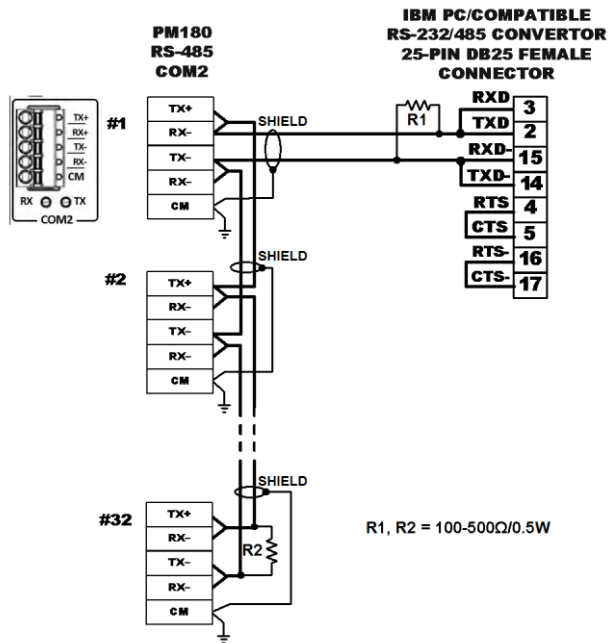 PM180
RS-485
COM2
IBM PC/COMPATIBLE
RS-232/485 CONVERTOR
25-PIN DB25 FEMALE
CONNECTOR
#1
TX+
RX+
TX-
RX-
CM
RX TX
COM2
TX+
RX–
TX–
RX–
CM
SHIELD
R1
RXD 3
TXD 2
RXD- 15
TXD- 14
RTS 4
CTS 5
RTS- 16
CTS- 17
#2
TX+
RX–
TX–
RX–
CM
SHIELD
#32
TX+
RX–
TX–
RX–
CM
SHIELD
R2
R1, R2 = 100-500Ω/0.5W